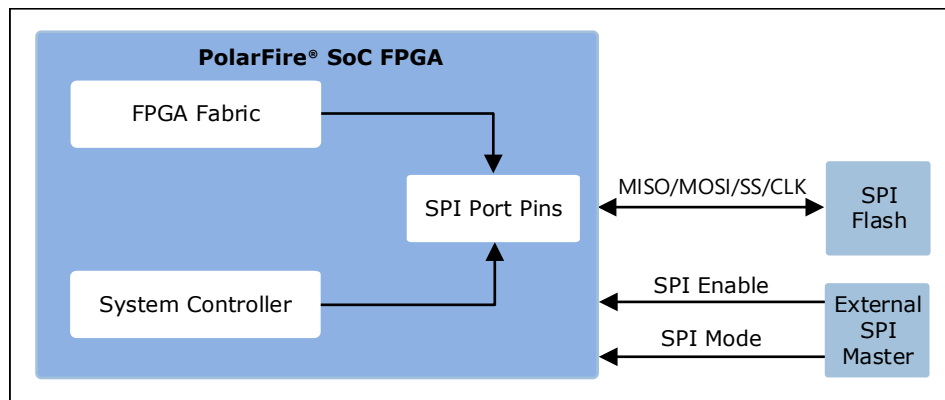 PolarFire® SoC FPGA
FPGA Fabric
SPI Port Pins
System Controller
MISO/MOSI/SS/CLK
SPI
Flash
SPI Enable
SPI Mode
External
SPI
Master